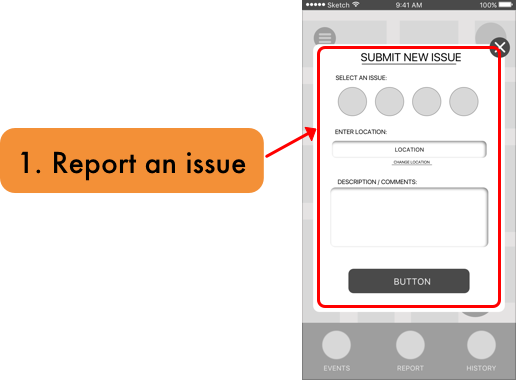 ●●●●● Sketch
9:41 AM
100%
SUBMIT NEW ISSUE
SELECT AN ISSUE:
ENTER LOCATION:
LOCATION
CHANGE LOCATION
1. Report an issue
DESCRIPTION / COMMENTS:
BUTTON
EVENTS
REPORT
HISTORY